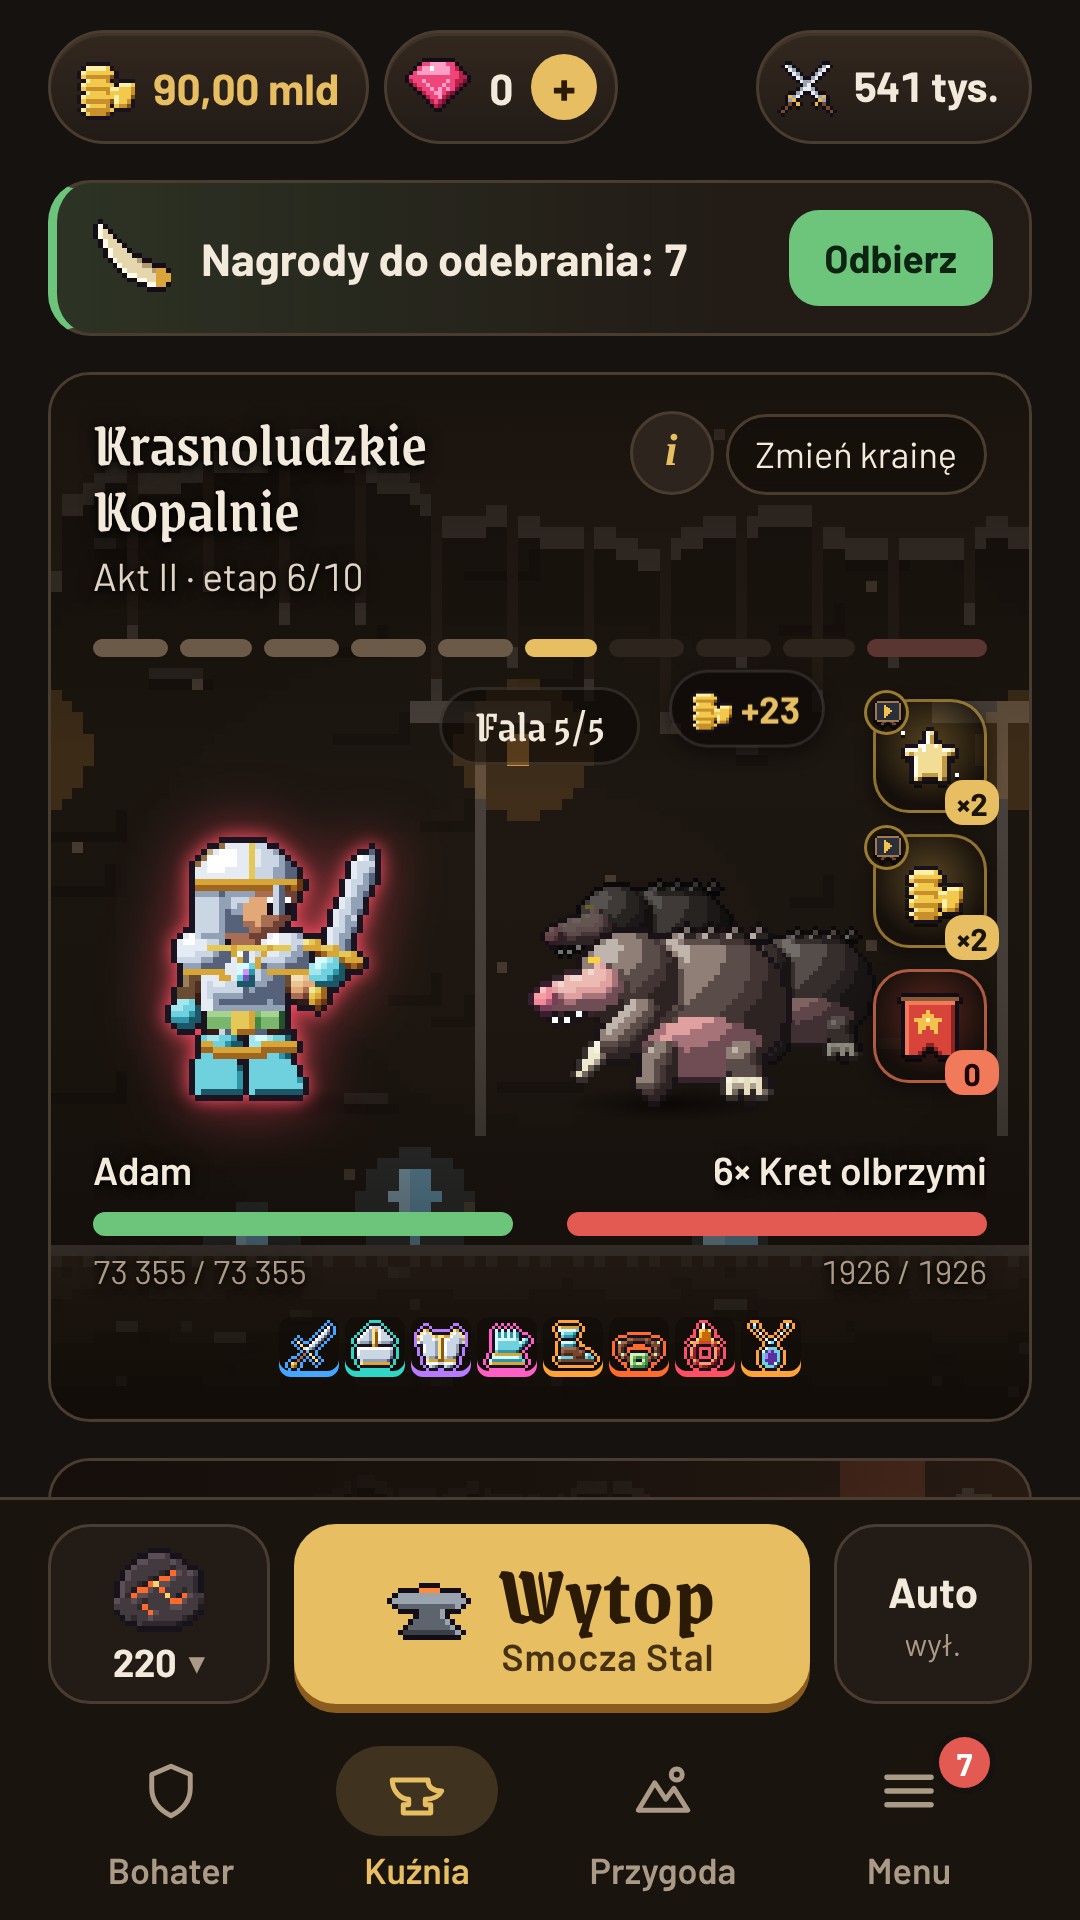 90,00 mld
0
+
541 tys.
Nagrody do odebrania: 7
Odbierz
Krasnoludzkie
Kopalnie
i
Zmień krainę
Akt II · etap 6/10
Fala 5/5
+23
×2
×2
0
Adam
6× Kret olbrzymi
73 355 / 73 355
1926 / 1926
220 ▼
Wytop
Smocza Stal
Auto
wył.
7
Bohater
Kuźnia
Przygoda
Menu